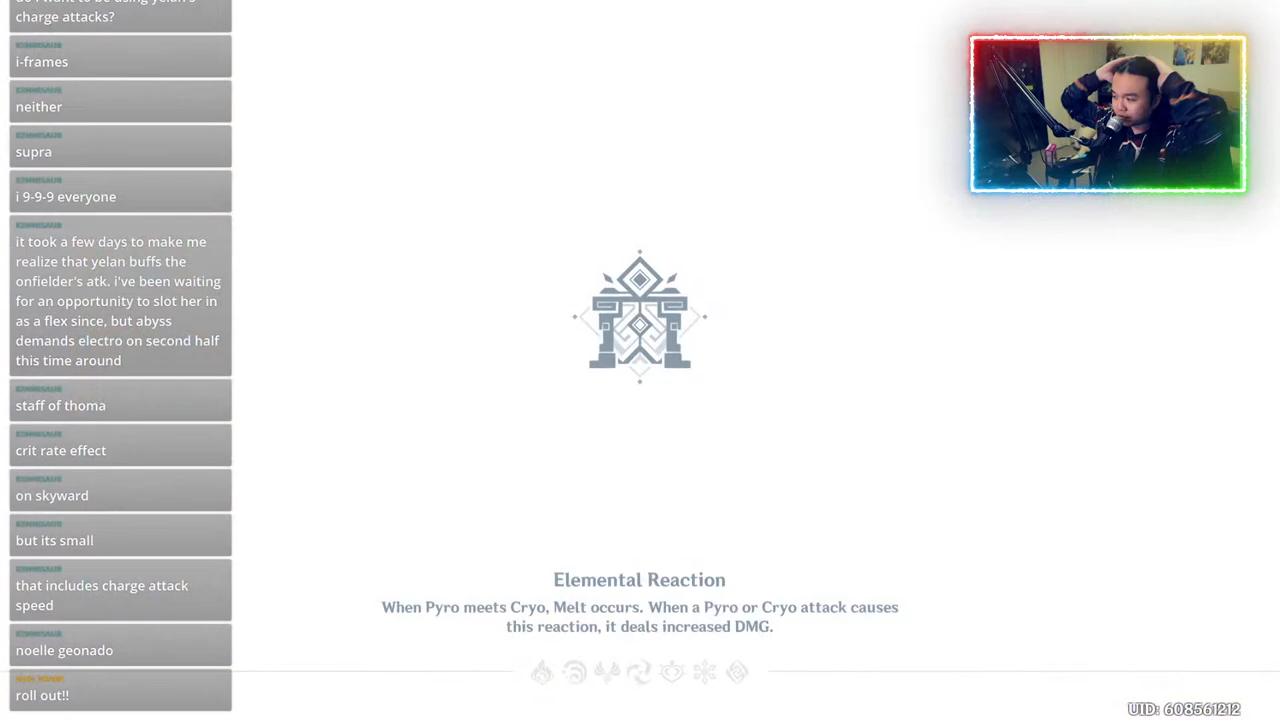 charge attacks?
i-frames
neither
supra
i 9-9-9 everyone
it took a few days to make me
realize that yelan buffs the
onfielder's atk. i've been waiting
for an opportunity to slot her in
as a flex since, but abyss
demands electro on second half
this time around
staff of thoma
crit rate effect
on skyward
but its small
that includes charge attack
speed
noelle geonado
roll out!!
Elemental Reaction
When Pyro meets Cryo, Melt occurs. When a Pyro or Cryo attack causes
this reaction, it deals increased DMG.
UID: 608561212